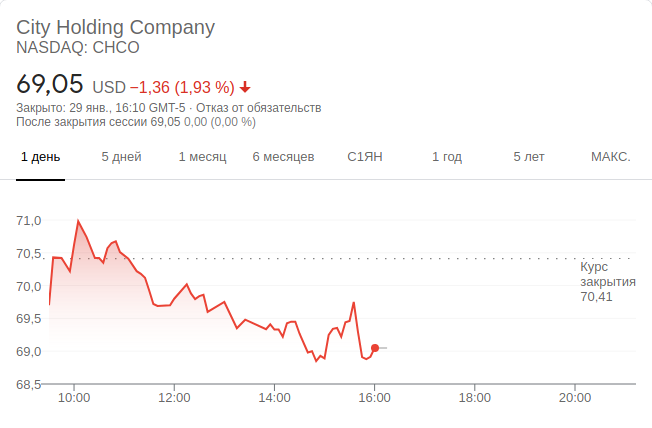 City Holding Company
NASDAQ: CHCO
69,05 USD −1,36 (1,93 %)
Закрыто: 29 янв., 16:10 GMT-5 · Отказ от обязательств
После закрытия сессии 69,05 0,00 (0,00 %)
1 день 5 дней 1 месяц 6 месяцев С1ЯН 1 год 5 лет МАКС.
71,0
70,5
Курс
закрытия
70,41
70,0
69,5
69,0
68,5
10:00 12:00 14:00 16:00 18:00 20:00